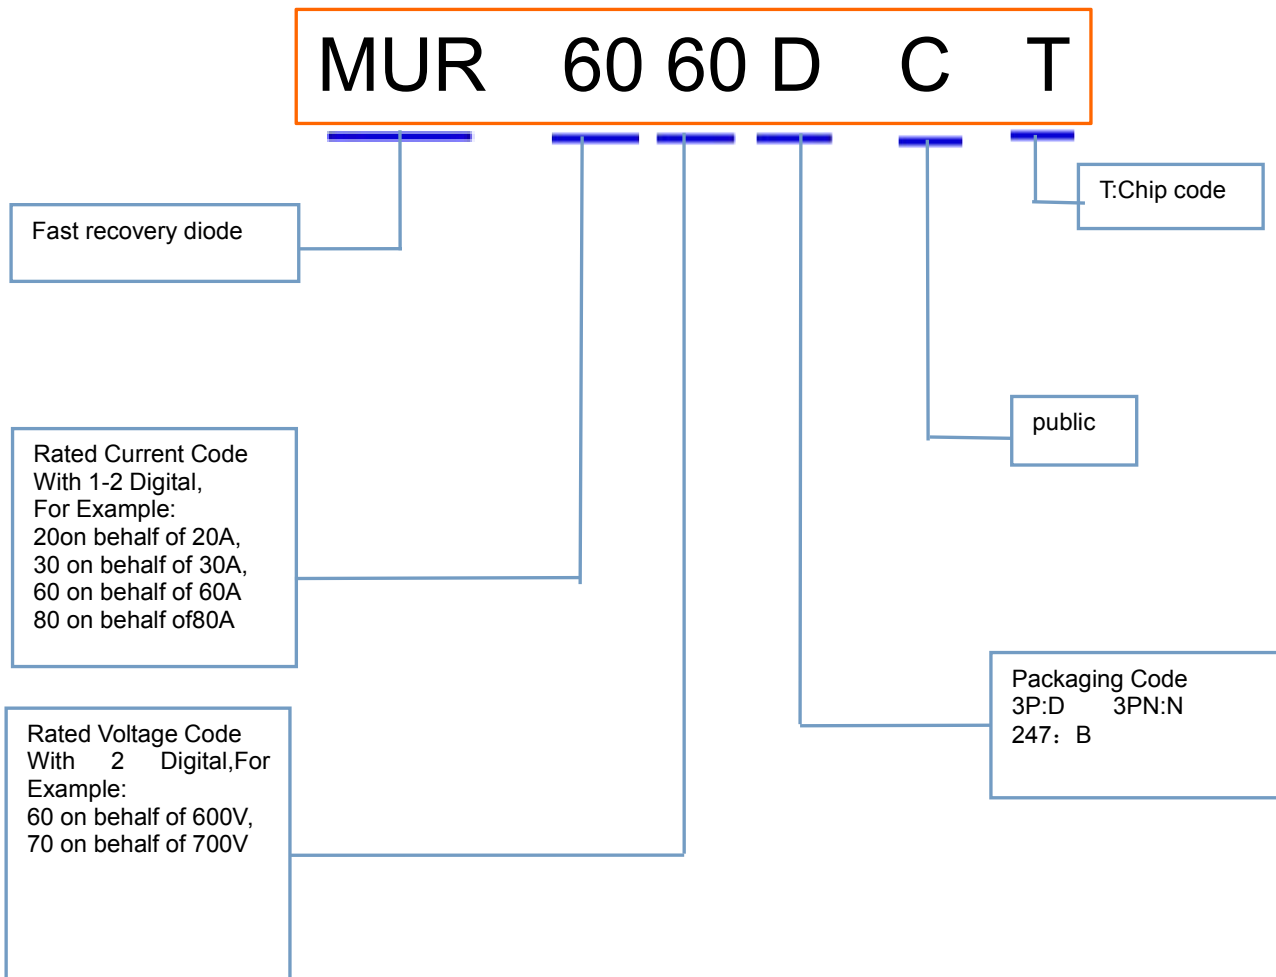 MUR 60 60 D C T
T:Chip code
Fast recovery diode
public
Rated Current Code
With 1-2 Digital,
For Example:
20on behalf of 20A,
30 on behalf of 30A,
60 on behalf of 60A
80 on behalf of80A
Packaging Code
3P:D 3PN:N
247：B
Rated Voltage Code
With 2 Digital,For
Example:
60 on behalf of 600V,
70 on behalf of 700V